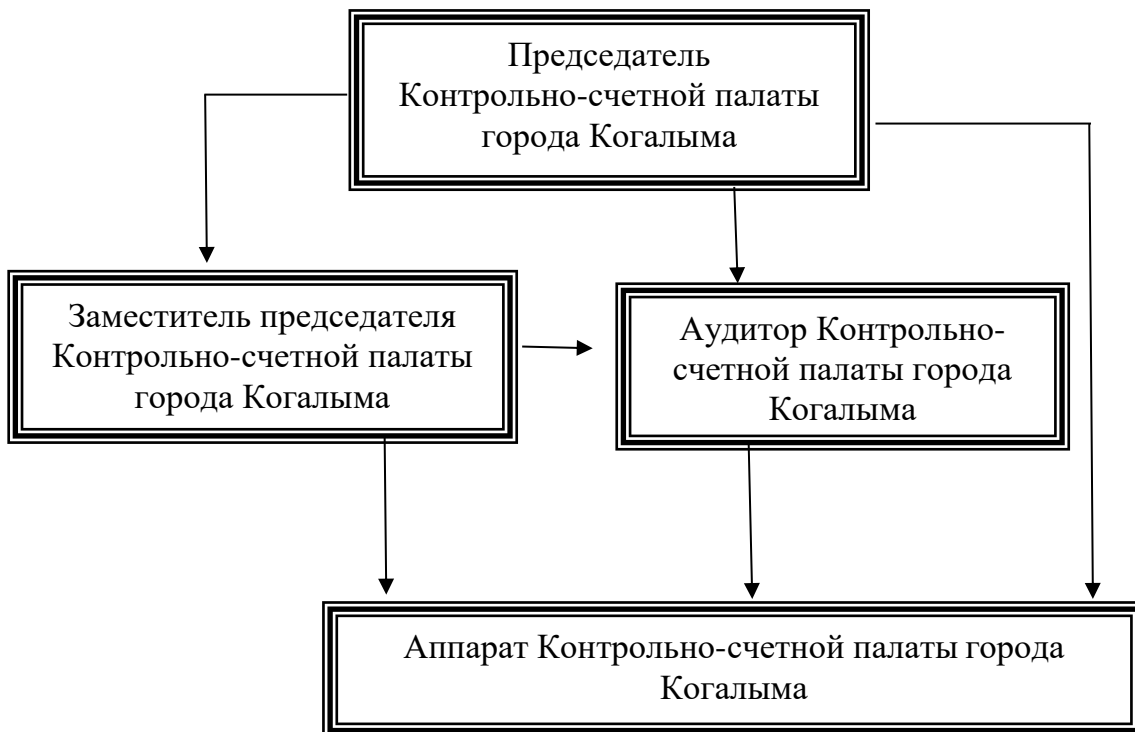 Председатель
Контрольно-счетной палаты
города Когалыма
Заместитель председателя
Контрольно-счетной палаты
города Когалыма
Аудитор Контрольно-
счетной палаты города
Когалыма
Аппарат Контрольно-счетной палаты города
Когалыма